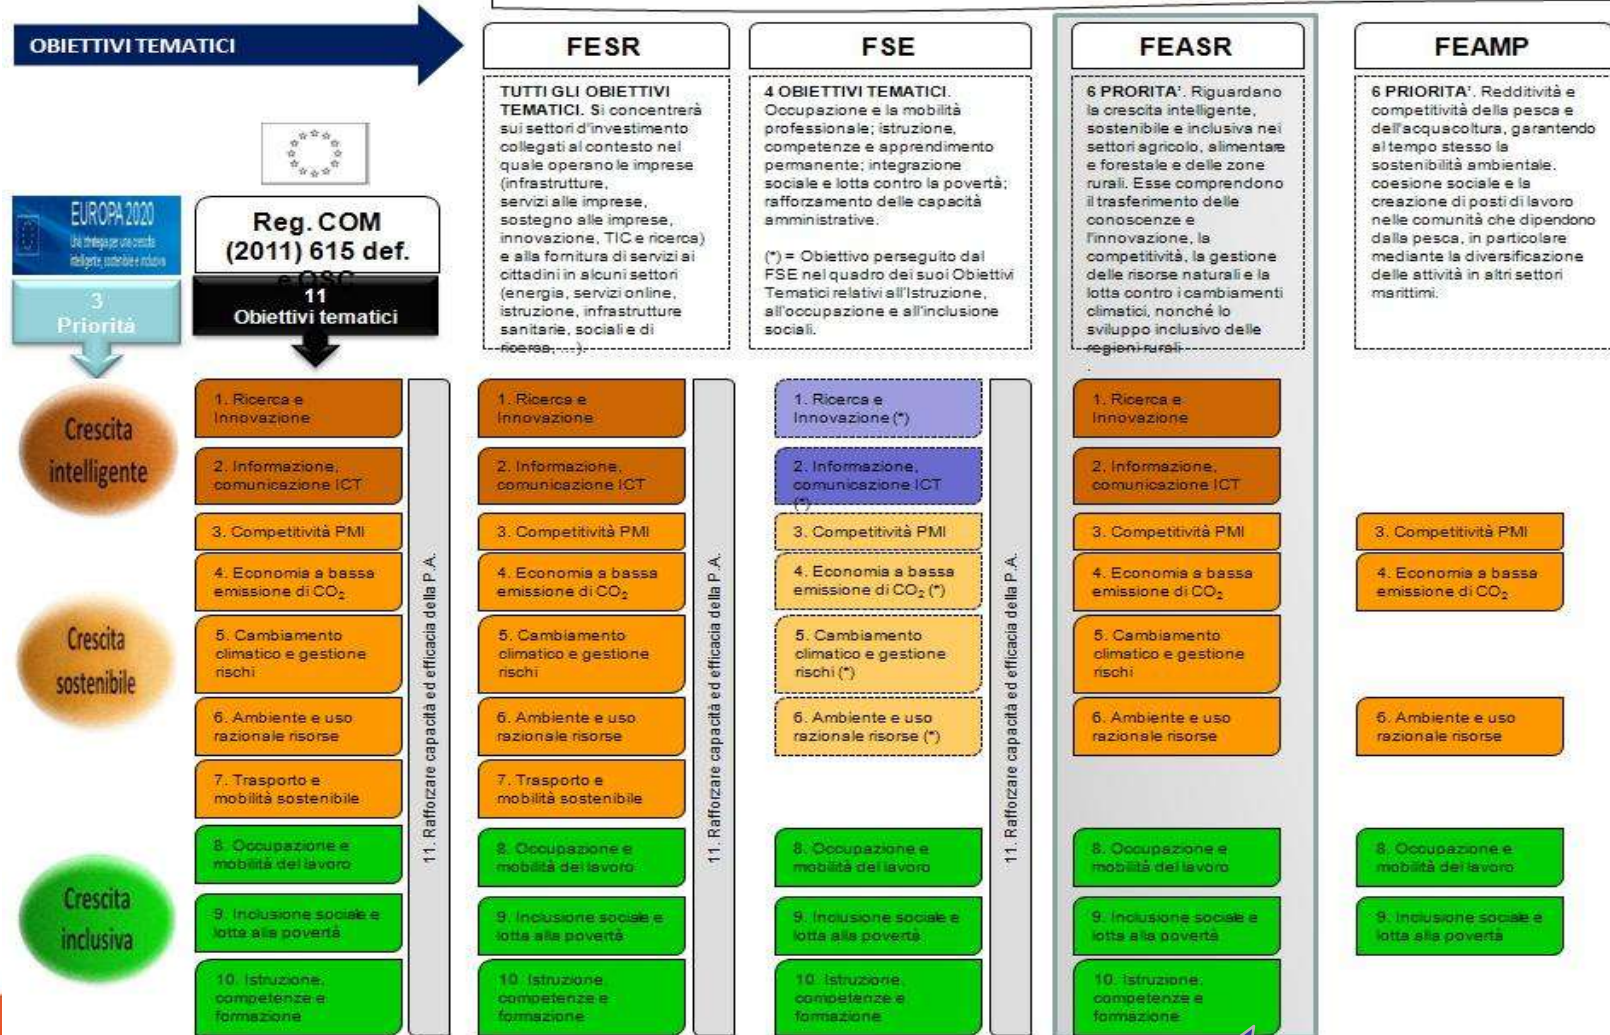 OBIETTIVI TEMATICI
EUROPA 2020
Una strategia per una crescita
intelligente, sostenibile e inclusiva
3
Priorità
Reg. COM
(2011) 615 def.
e QSC
11
Obiettivi tematici
Crescita
intelligente
Crescita
sostenibile
Crescita
inclusiva
1. Ricerca e
Innovazione
2. Informazione,
comunicazione ICT
3. Competitività PMI
4. Economia a bassa
emissione di CO₂
5. Cambiamento
climatico e gestione
rischi
6. Ambiente e uso
razionale risorse
7. Trasporto e
mobilità sostenibile
8. Occupazione e
mobilità del lavoro
9. Inclusione sociale e
lotta alla povertà
10. Istruzione,
competenze e
formazione
11. Rafforzare capacità ed efficacia della P.A.
FESR
TUTTI GLI OBIETTIVI
TEMATICI. Si concentrerà
sui settori d'investimento
collegati al contesto nel
quale operano le imprese
(infrastrutture,
servizi alle imprese,
sostegno alle imprese,
innovazione, TIC e ricerca)
e alla fornitura di servizi ai
cittadini in alcuni settori
(energia, servizi online,
istruzione, infrastrutture
sanitarie, sociali e di
ricerca, …).
1. Ricerca e
Innovazione
2. Informazione,
comunicazione ICT
3. Competitività PMI
4. Economia a bassa
emissione di CO₂
5. Cambiamento
climatico e gestione
rischi
6. Ambiente e uso
razionale risorse
7. Trasporto e
mobilità sostenibile
8. Occupazione e
mobilità del lavoro
9. Inclusione sociale e
lotta alla povertà
10. Istruzione,
competenze e
formazione
11. Rafforzare capacità ed efficacia della P.A.
FSE
4 OBIETTIVI TEMATICI.
Occupazione e la mobilità
professionale; istruzione,
competenze e apprendimento
permanente; integrazione
sociale e lotta contro la povertà;
rafforzamento delle capacità
amministrative.
(*) = Obiettivo perseguito dal
FSE nel quadro dei suoi Obiettivi
Tematici relativi all'Istruzione,
all'occupazione e all'inclusione
sociali.
1. Ricerca e
Innovazione (*)
2. Informazione,
comunicazione ICT
(*)
3. Competitività PMI
4. Economia a bassa
emissione di CO₂ (*)
5. Cambiamento
climatico e gestione
rischi (*)
6. Ambiente e uso
razionale risorse (*)
8. Occupazione e
mobilità del lavoro
9. Inclusione sociale e
lotta alla povertà
10. Istruzione,
competenze e
formazione
11. Rafforzare capacità ed efficacia della P.A.
FEASR
6 PRORITA'. Riguardano
la crescita intelligente,
sostenibile e inclusiva nei
settori agricolo, alimentare
e forestale e delle zone
rurali. Esse comprendono
il trasferimento delle
conoscenze e
l'innovazione, la
competitività, la gestione
delle risorse naturali e la
lotta contro i cambiamenti
climatici, nonché lo
sviluppo inclusivo delle
regioni rurali
.
1. Ricerca e
Innovazione
2. Informazione,
comunicazione ICT
3. Competitività PMI
4. Economia a bassa
emissione di CO₂
5. Cambiamento
climatico e gestione
rischi
6. Ambiente e uso
razionale risorse
8. Occupazione e
mobilità del lavoro
9. Inclusione sociale e
lotta alla povertà
10. Istruzione,
competenze e
formazione
FEAMP
6 PRIORITA'. Redditività e
competitività della pesca e
dell'acquacoltura, garantendo
al tempo stesso la
sostenibilità ambientale.
coesione sociale e la
creazione di posti di lavoro
nelle comunità che dipendono
dalla pesca, in particolare
mediante la diversificazione
delle attività in altri settori
marittimi.
3. Competitività PMI
4. Economia a bassa
emissione di CO₂
6. Ambiente e uso
razionale risorse
8. Occupazione e
mobilità del lavoro
9. Inclusione sociale e
lotta alla povertà